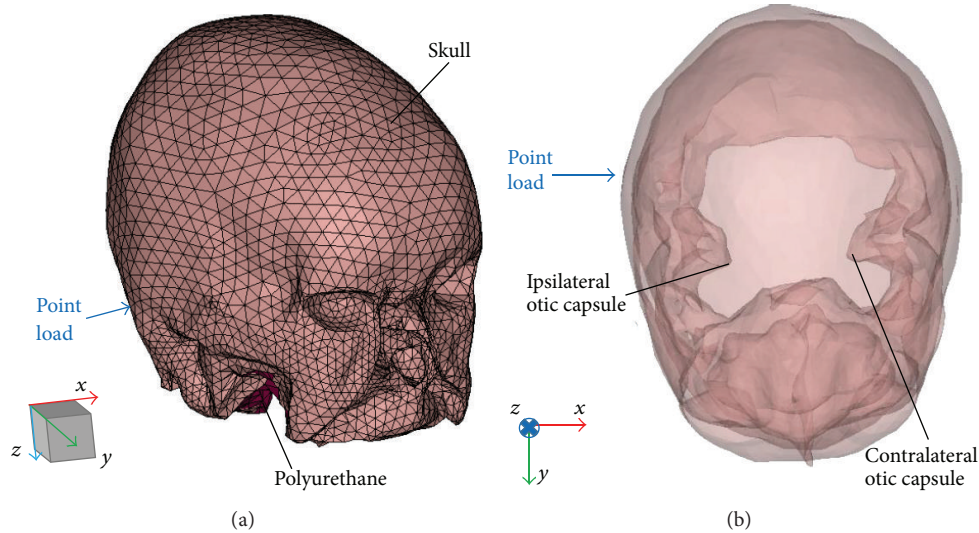 Skull
Point
load
x
z
y
Polyurethane
(a)
Point
load
Ipsilateral
otic capsule
z
x
y
Contralateral
otic capsule
(b)